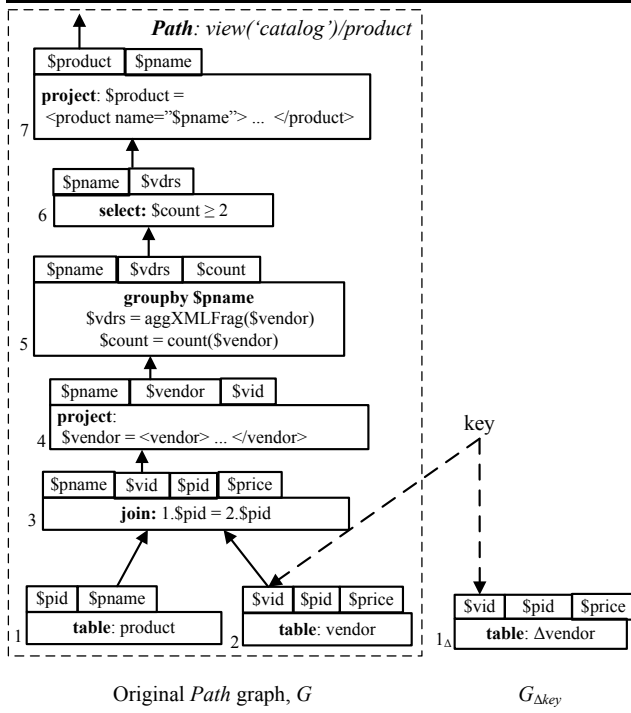 Path: view(‘catalog’)/product
$product $pname
project: $product =
<product name=”$pname”> ... </product>
7
$pname $vdrs
select: $count ≥ 2
6
$pname $vdrs $count
groupby $pname
$vdrs = aggXMLFrag($vendor)
$count = count($vendor)
5
$pname $vendor $vid
project:
$vendor = <vendor> ... </vendor>
4
key
$pname $vid $pid $price
join: 1.$pid = 2.$pid
3
$pid $pname
table: product
1
$vid $pid $price
table: vendor
2
$vid $pid $price
table: Δvendor
1Δ
Original Path graph, G
GΔkey